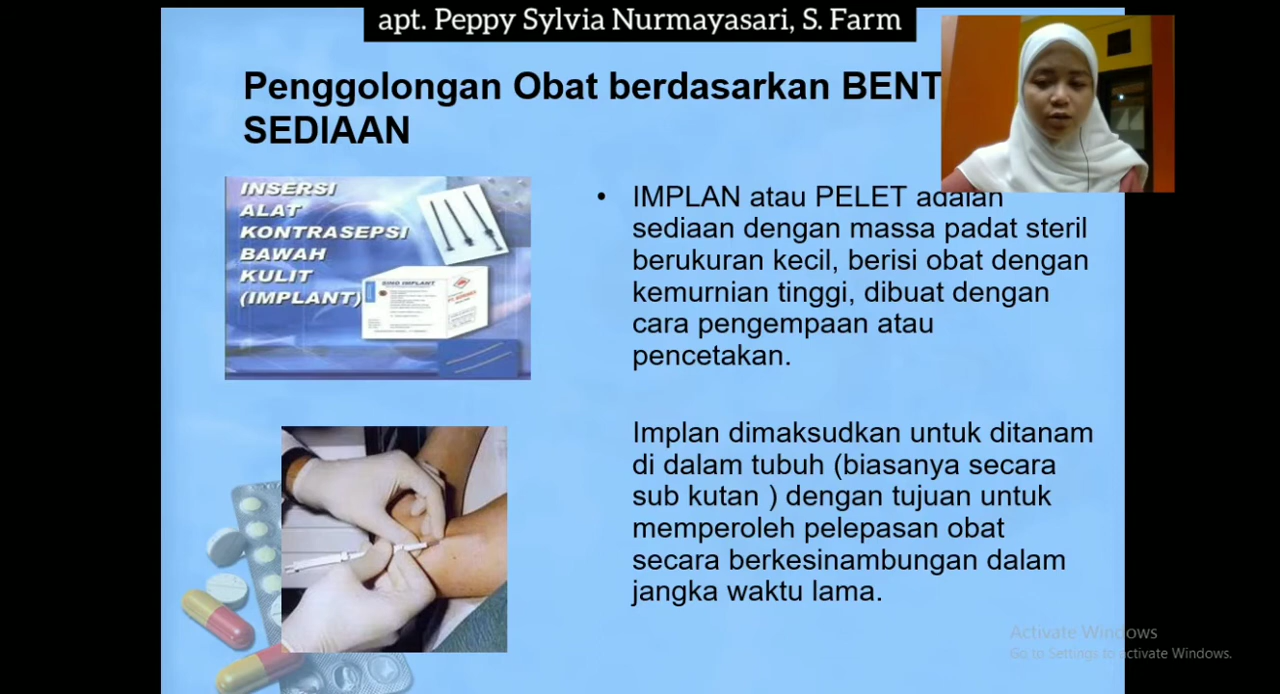 apt. Peppy Sylvia Nurmayasari, S. Farm
Penggolongan Obat berdasarkan BENT
SEDIAAN
INSERSI
ALAT
KONTRASEPSI
BAWAH
KULIT
(IMPLANT)
SINO IMPLANT
• IMPLAN atau PELET adalah
sediaan dengan massa padat steril
berukuran kecil, berisi obat dengan
kemurnian tinggi, dibuat dengan
cara pengempaan atau
pencetakan.
Implan dimaksudkan untuk ditanam
di dalam tubuh (biasanya secara
sub kutan ) dengan tujuan untuk
memperoleh pelepasan obat
secara berkesinambungan dalam
jangka waktu lama.
Activate Windows
Go to Settings to activate Windows.